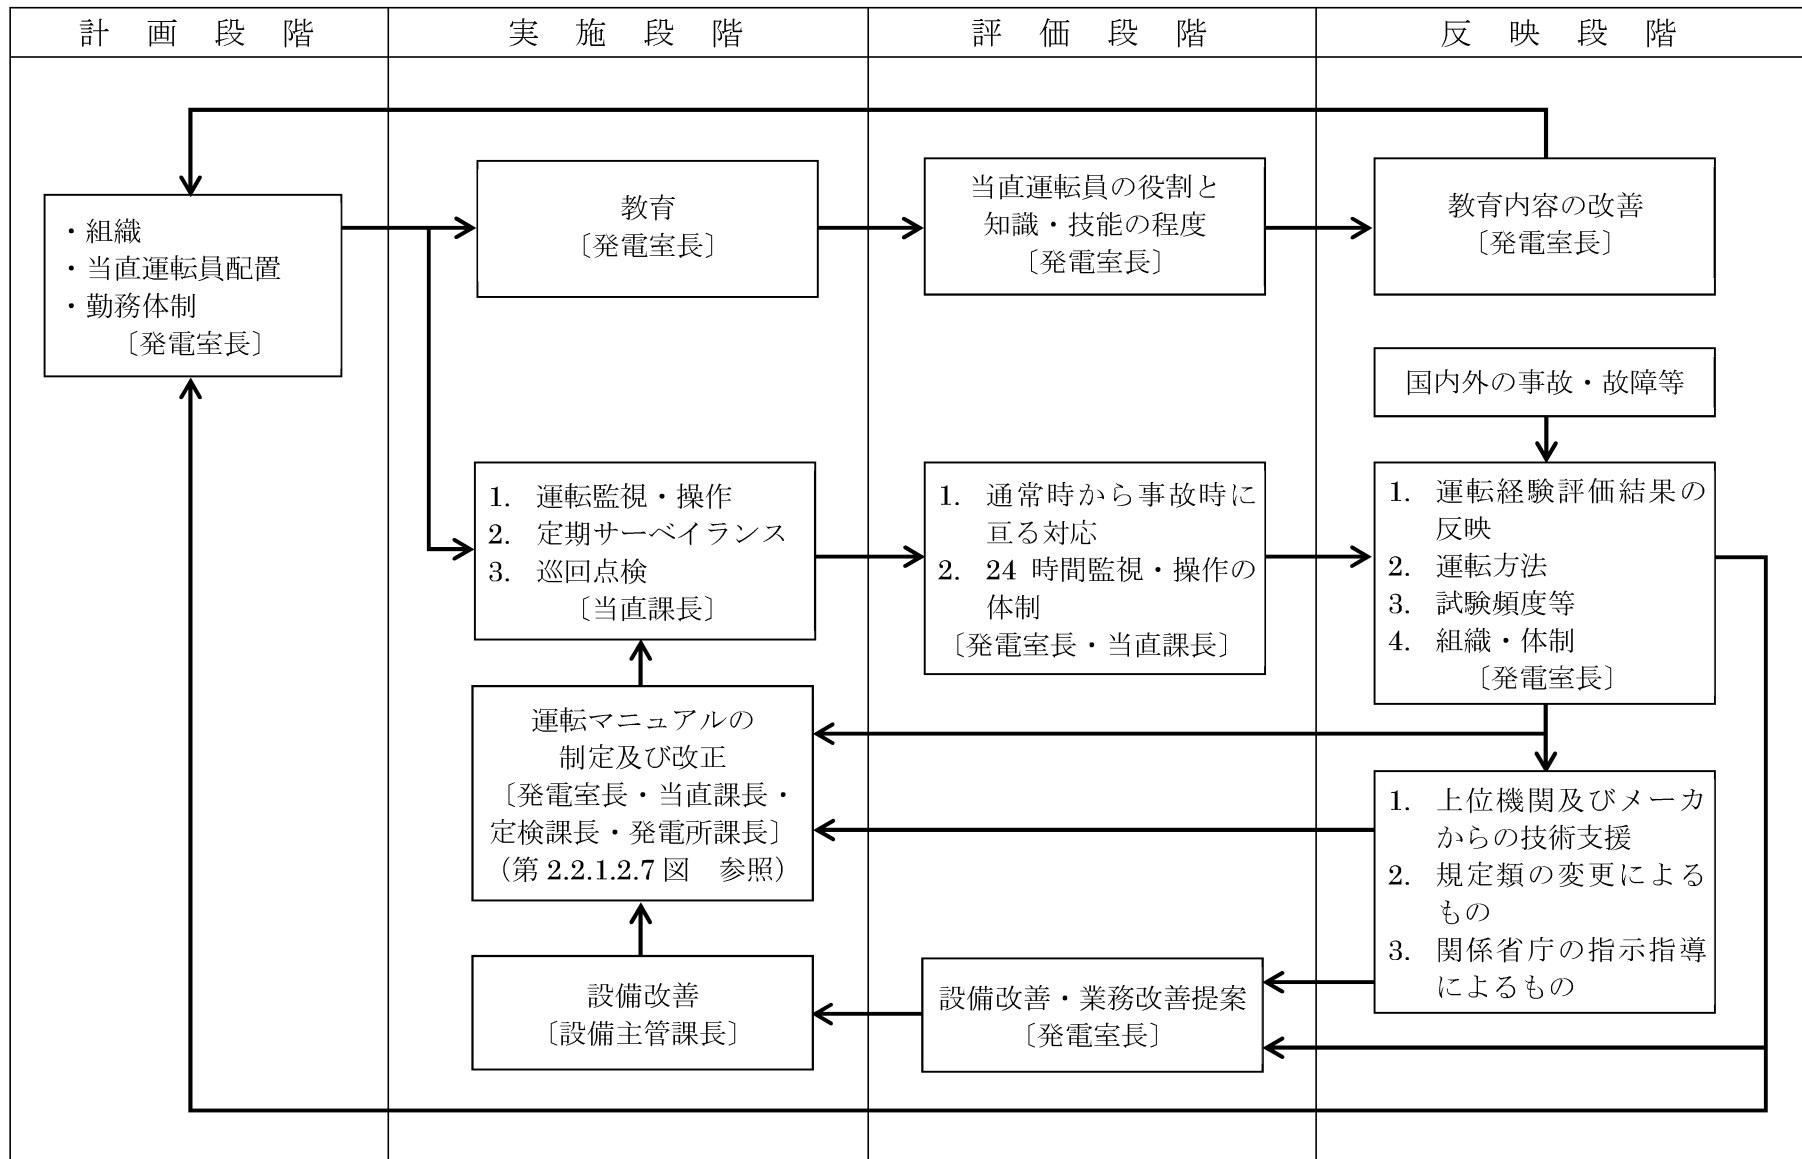 計画段階
実施段階
評価段階
反映段階
・組織
・当直運転員配置
・勤務体制
〔発電室長〕
教育
〔発電室長〕
当直運転員の役割と
知識・技能の程度
〔発電室長〕
教育内容の改善
〔発電室長〕
国内外の事故・故障等
1. 運転監視・操作
2. 定期サーベイランス
3. 巡回点検
〔当直課長〕
1. 通常時から事故時に
亘る対応
2. 24 時間監視・操作の
体制
〔発電室長・当直課長〕
1. 運転経験評価結果の
反映
2. 運転方法
3. 試験頻度等
4. 組織・体制
〔発電室長〕
運転マニュアルの
制定及び改正
〔発電室長・当直課長・
定検課長・発電所課長〕
（第 2.2.1.2.7 図　参照）
1. 上位機関及びメーカ
からの技術支援
2. 規定類の変更による
もの
3. 関係省庁の指示指導
によるもの
設備改善
〔設備主管課長〕
設備改善・業務改善提案
〔発電室長〕